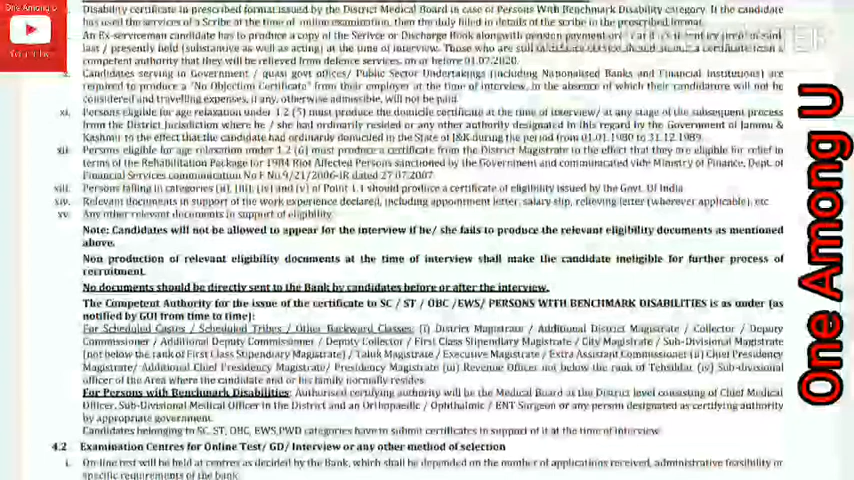 One Among U
Disability certificate in prescribed format issued by the District Medical Board in case of Persons With Benchmark Disability category. If the candidate
has used the services of a Scribe at the time of online examination, then the duly filled in details of the scribe in the prescribed format.
An Ex-serviceman candidate has to produce a copy of the Service or Discharge Book alongwith pension payment
last / presently held (substantive as well as acting) at the time of interview. Those who are still
competent authority that they will be relieved from defence services, on or before 01.07.2020.
x. Candidates serving in Government / quasi govt offices/ Public Sector Undertakings (including Nationalised Banks and Financial Institutions) are
required to produce a "No Objection Certificate" from their employer at the time of interview, in the absence of which their candidature will not be
considered and travelling expenses, if any, otherwise admissible, will not be paid.
xi. Persons eligible for age relaxation under 1.2 (5) must produce the domicile certificate at the time of interview/ at any stage of the subsequent process
from the District Jurisdiction where he / she had ordinarily resided or any other authority designated in this regard by the Government of Jammu &
Kashmir to the effect that the candidate had ordinarily domiciled in the State of J&K during the period from 01.01.1980 to 31.12.1989.
xii. Persons eligible for age relaxation under 1.2 (6) must produce a certificate from the District Magistrate to the effect that they are eligible for relief in
terms of the Rehabilitation Package for 1984 Riot Affected Persons sanctioned by the Government and communicated vide Ministry of Finance, Dept. of
Financial Services communication No F No.9/21/2006-IR dated 27.07.2007.
xiii. Persons falling in categories (ii), (iii), (iv) and (v) of Point 1.1 should produce a certificate of eligibility issued by the Govt. Of India
xiv. Relevant documents in support of the work experience declared, including appointment letter, salary slip, relieving letter (wherever applicable), etc
xv. Any other relevant documents in support of eligibility.
Note: Candidates will not be allowed to appear for the interview if he/ she fails to produce the relevant eligibility documents as mentioned
above.
Non production of relevant eligibility documents at the time of interview shall make the candidate ineligible for further process of
recruitment.
No documents should be directly sent to the Bank by candidates before or after the interview.
The Competent Authority for the issue of the certificate to SC / ST / OBC /EWS/ PERSONS WITH BENCHMARK DISABILITIES is as under (as
notified by GOI from time to time):
For Scheduled Castes / Scheduled Tribes / Other Backward Classes: (i) District Magistrate / Additional District Magistrate / Collector / Deputy
Commissioner / Additional Deputy Commissioner / Deputy Collector / First Class Stipendiary Magistrate / City Magistrate / Sub-Divisional Magistrate
(not below the rank of First Class Stipendiary Magistrate) / Taluk Magistrate / Executive Magistrate / Extra Assistant Commissioner (ii) Chief Presidency
Magistrate/ Additional Chief Presidency Magistrate/ Presidency Magistrate (iii) Revenue Officer not below the rank of Tehsildar (iv) Sub-divisional
officer of the Area where the candidate and or his family normally resides
For Persons with Benchmark Disabilities: Authorised certifying authority will be the Medical Board at the District level consisting of Chief Medical
Officer, Sub-Divisional Medical Officer in the District and an Orthopaedic / Ophthalmic / ENT Surgeon or any person designated as certifying authority
by appropriate government.
Candidates belonging to SC, ST, OBC, EWS,PWD categories have to submit certificates in support of it at the time of interview
4.2 Examination Centres for Online Test/ GD/ Interview or any other method of selection
i. On-line test will be held at centres as decided by the Bank, which shall be depended on the number of applications received, administrative feasibility or
specific requirements of the bank.
One Among U